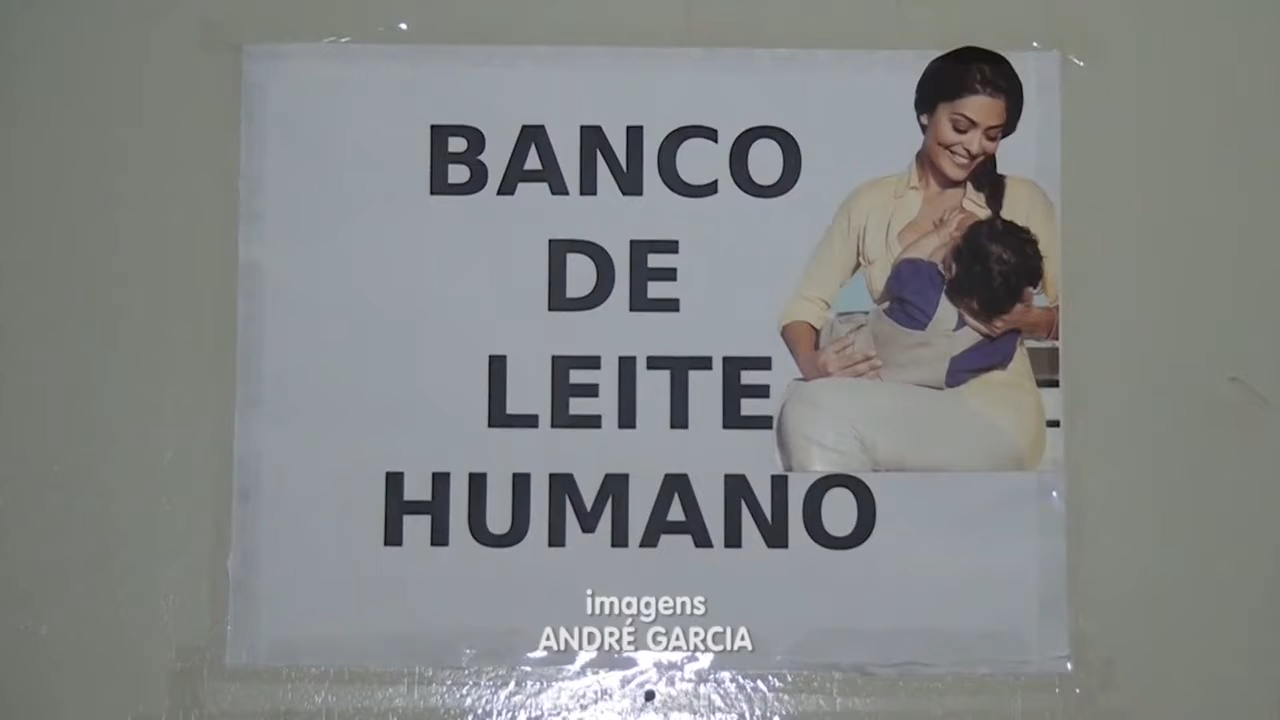 BANCO
DE
LEITE
HUMANO
imagens
ANDRÉ GARCIA